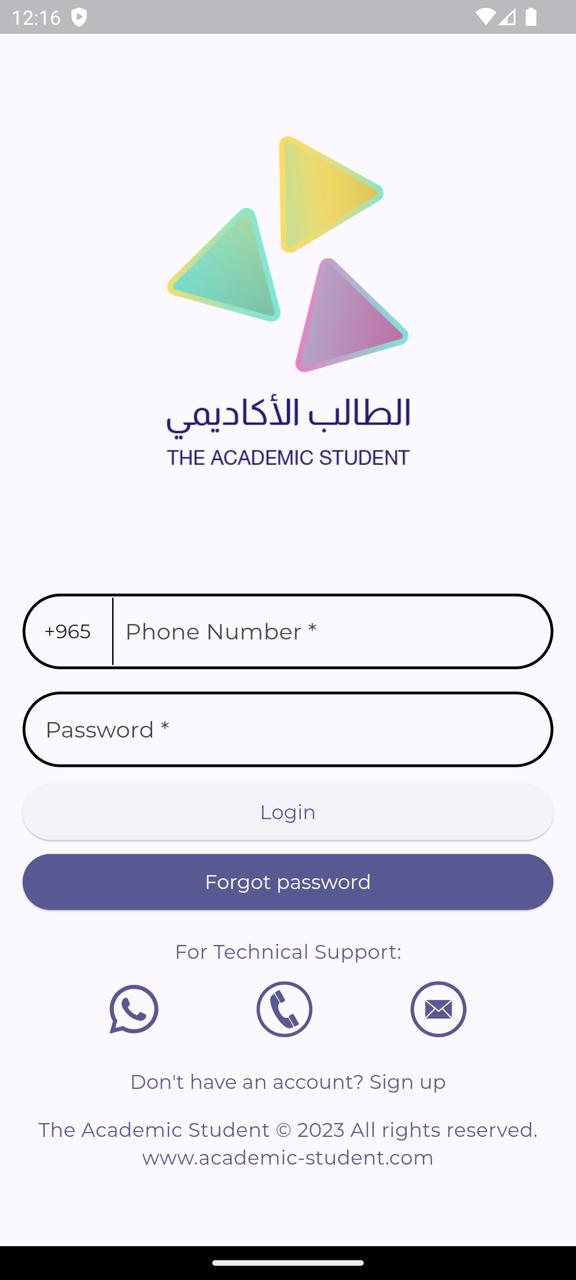 12:16
الطالب الأكاديمي
THE ACADEMIC STUDENT
+965 Phone Number *
Password *
Login
Forgot password
For Technical Support:
Don't have an account? Sign up
The Academic Student © 2023 All rights reserved.
www.academic-student.com